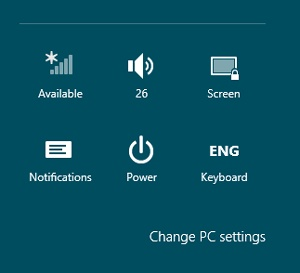 Available 26 Screen
ENG
Notifications Power Keyboard
Change PC settings